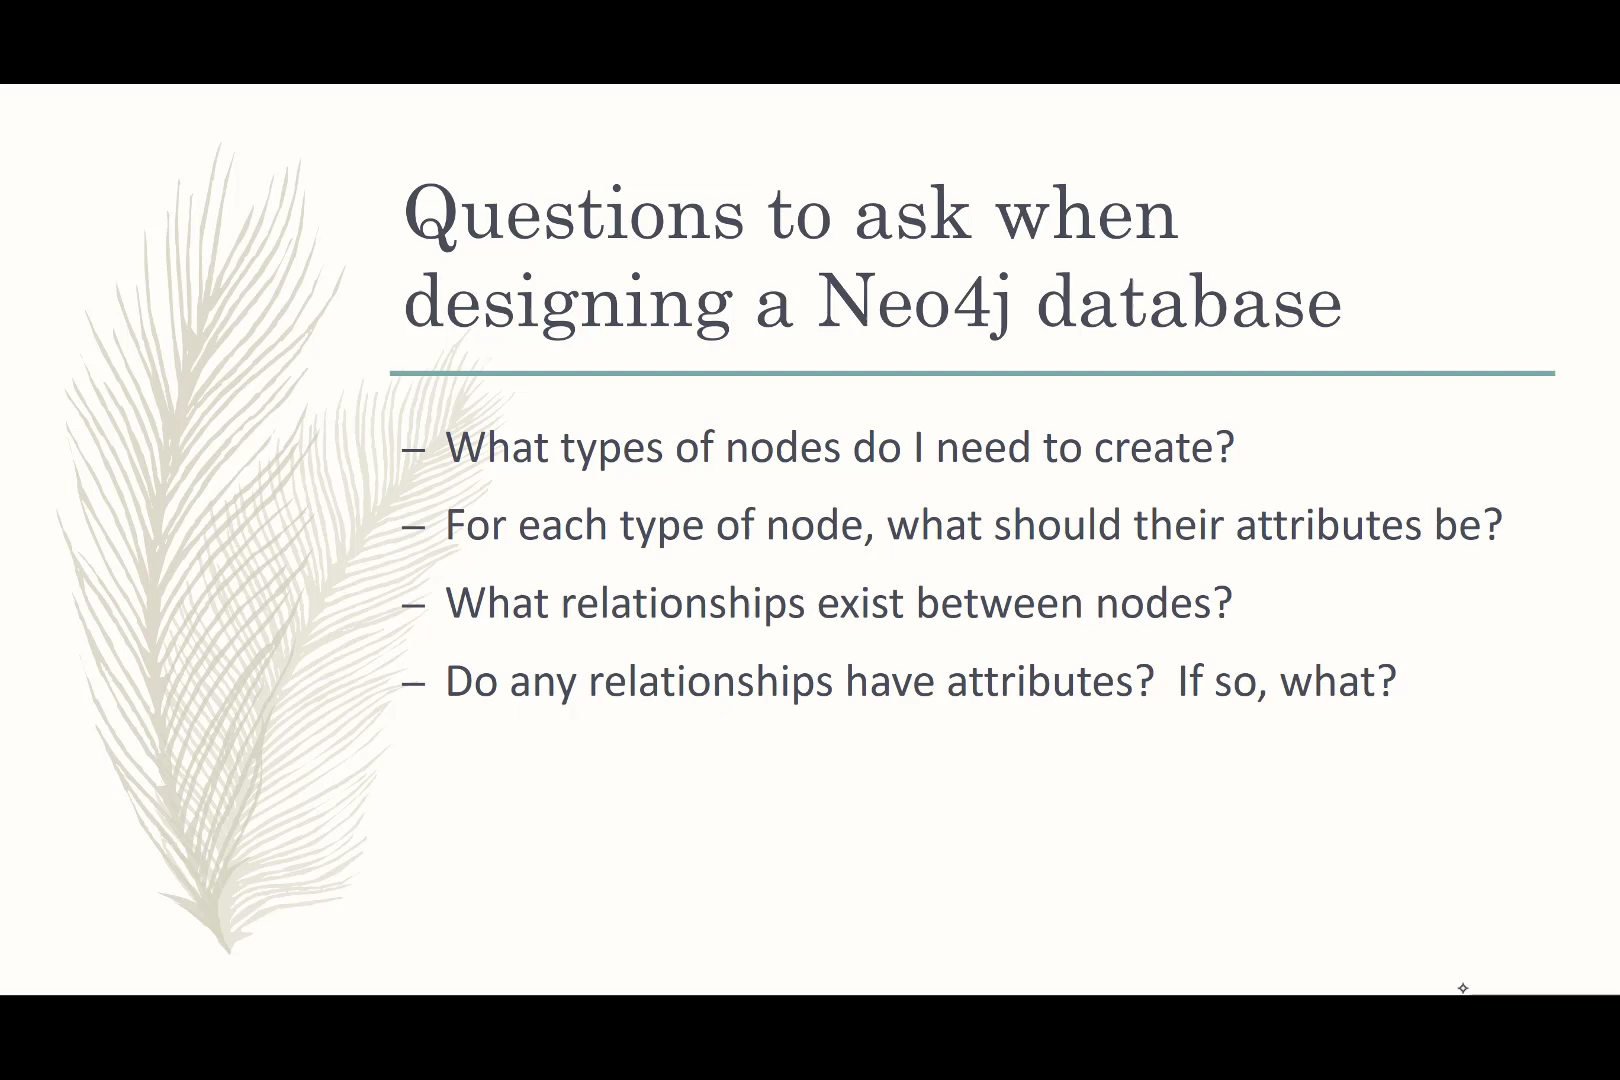 Questions to ask when
designing a Neo4j database
– What types of nodes do I need to create?
– For each type of node, what should their attributes be?
– What relationships exist between nodes?
– Do any relationships have attributes?  If so, what?